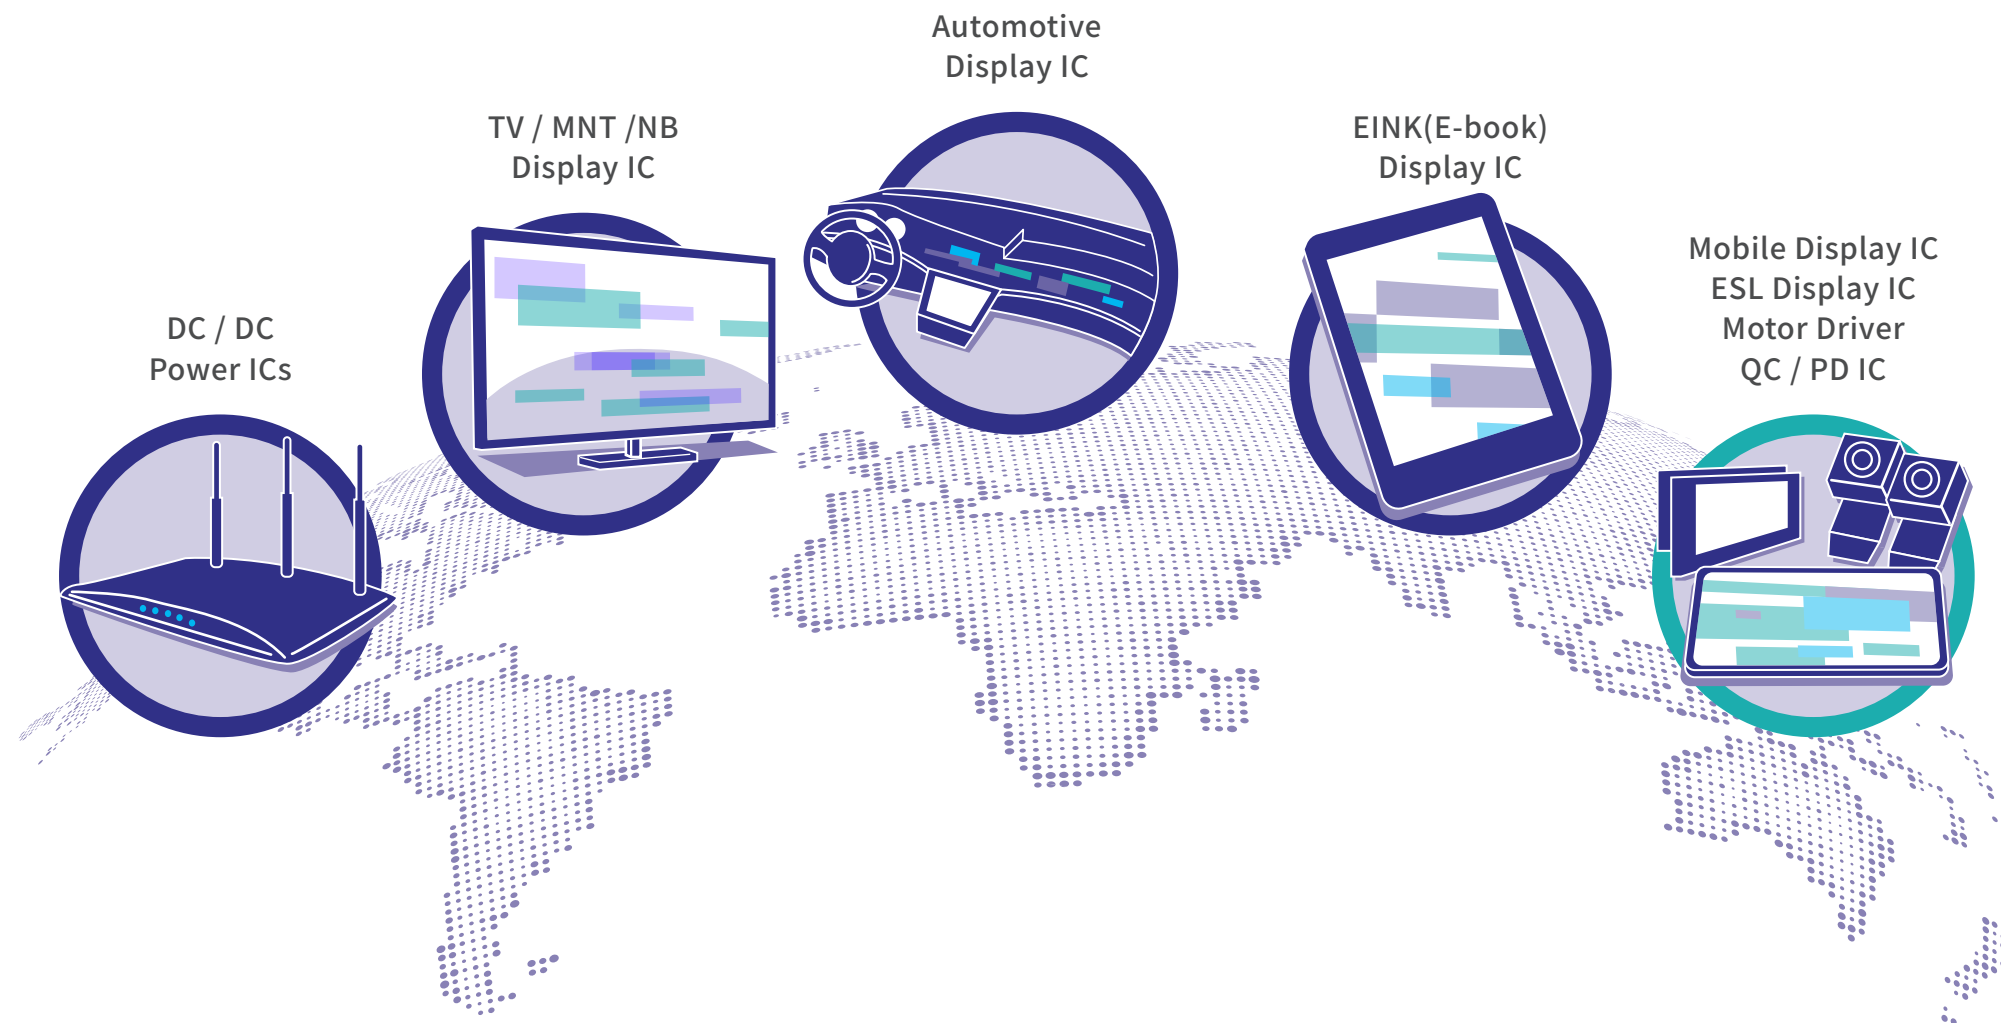 Automotive
Display IC
TV / MNT /NB
Display IC
EINK(E-book)
Display IC
Mobile Display IC
ESL Display IC
Motor Driver
QC / PD IC
DC / DC
Power ICs